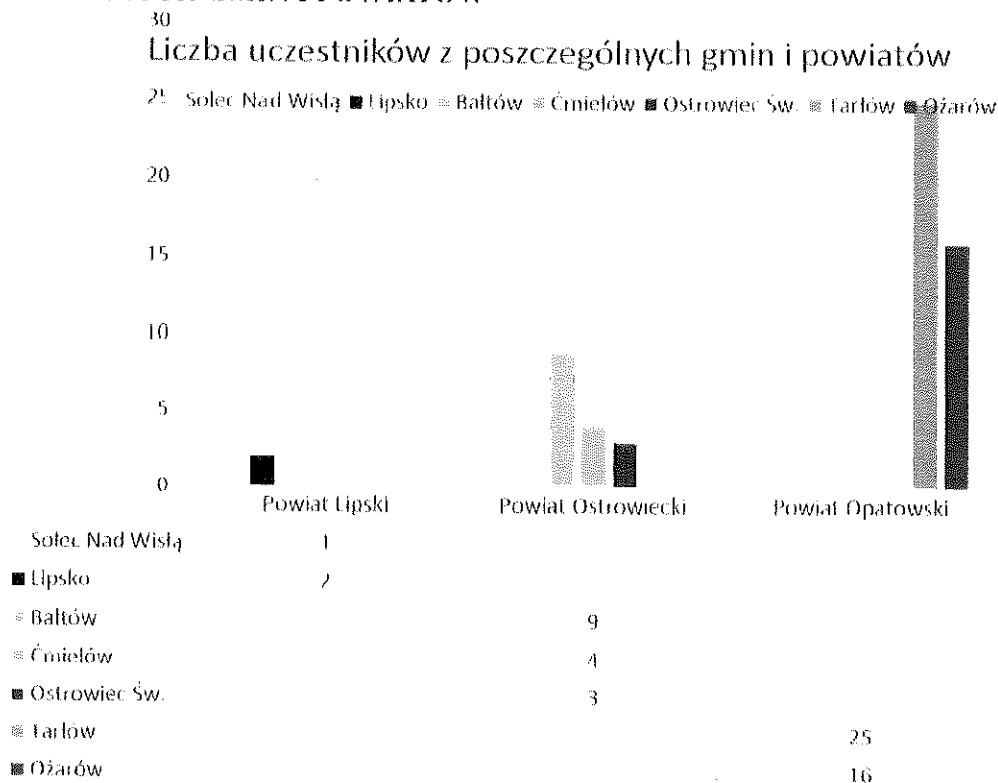 30
Liczba uczestników z poszczególnych gmin i powiatów
25 Solec Nad Wisłą Lipsko Bałtów Ćmielów Ostrowiec Św. Tarłów Ożarów
20
15
10
5
0
Powiat Lipski Powiat Ostrowiecki Powiat Opatowski
Solec Nad Wisłą 1
Lipsko 2
Bałtów 9
Ćmielów 4
Ostrowiec Św. 3
Tarłów 25
Ożarów 16